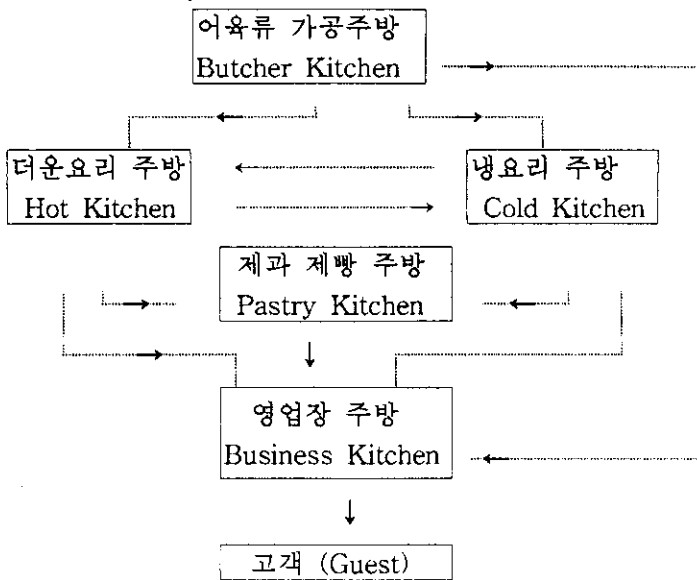 어육류 가공주방
Butcher Kitchen
더운요리 주방
Hot Kitchen
냉요리 주방
Cold Kitchen
제과 제빵 주방
Pastry Kitchen
영업장 주방
Business Kitchen
고객 (Guest)